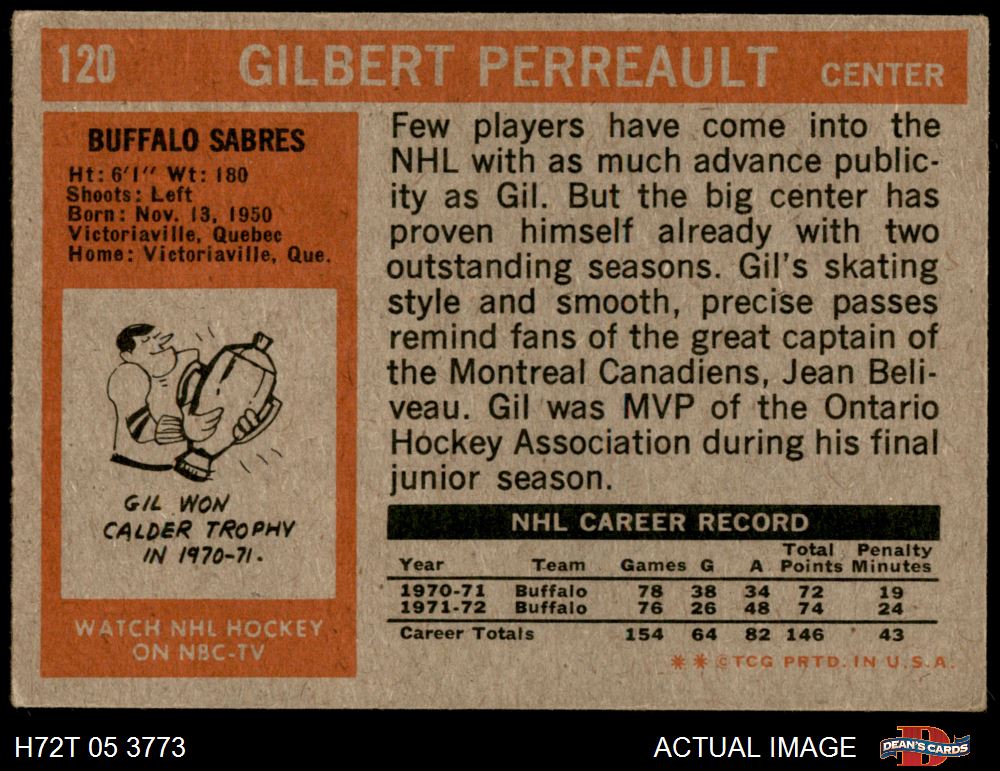 120 GILBERT PERREAULT CENTER
BUFFALO SABRES
Ht: 6'1" Wt: 180
Shoots: Left
Born: Nov. 13, 1950
Victoriaville, Quebec
Home: Victoriaville, Que.
GIL WON
CALDER TROPHY
IN 1970-71.
WATCH NHL HOCKEY
ON NBC-TV
Few players have come into the
NHL with as much advance public-
ity as Gil. But the big center has
proven himself already with two
outstanding seasons. Gil's skating
style and smooth, precise passes
remind fans of the great captain of
the Montreal Canadiens, Jean Beli-
veau. Gil was MVP of the Ontario
Hockey Association during his final
junior season.
NHL CAREER RECORD
Year Team Games G A Total Points Penalty Minutes
1970-71 Buffalo 78 38 34 72 19
1971-72 Buffalo 76 26 48 74 24
Career Totals 154 64 82 146 43
** ©TCG PRTD. IN U.S.A.
H72T 05 3773
ACTUAL IMAGE
DEAN'S CARDS